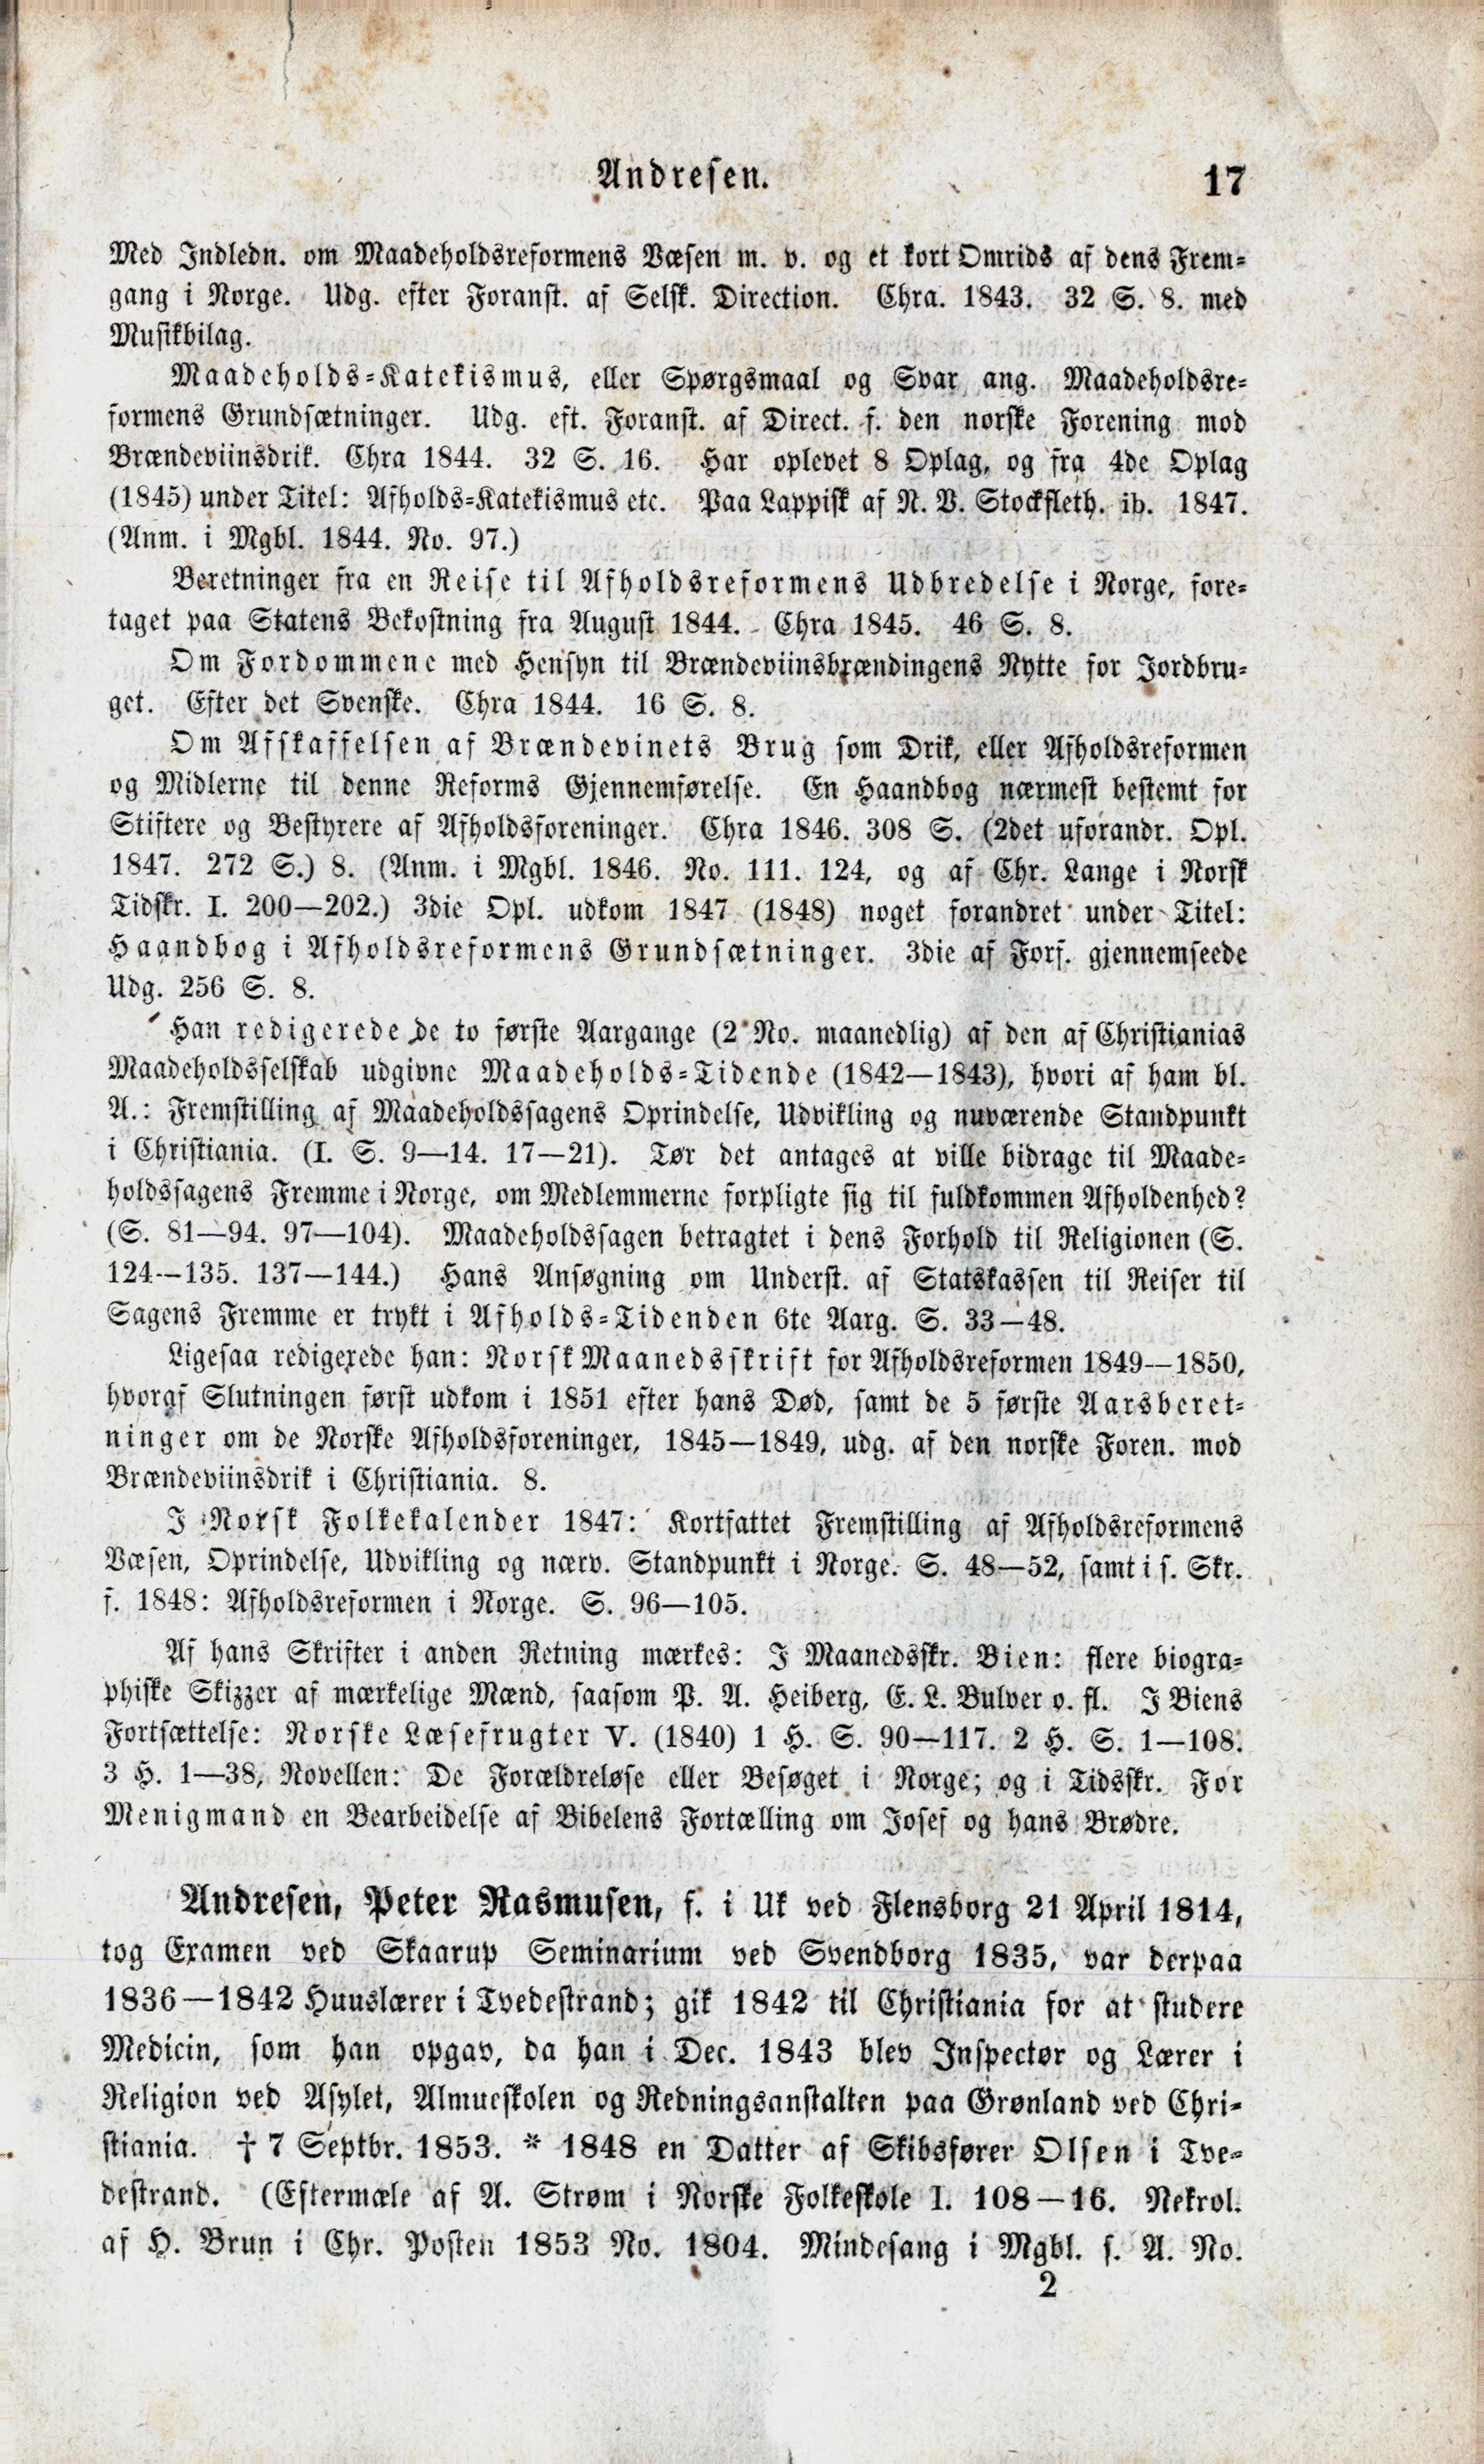 Andresen.
17
Med Indledn. om Maadeholdsreformens Væsen m. v. og et kort Omrids af dens Frem-
gang i Norge. Udg. efter Foranst. af Selsk. Direction. Chra. 1843. 32 S. 8. med
Musikbilag.
Maadeholds-Katekismus, eller Spørgsmaal og Svar ang. Maadeholdsre-
formens Grundsætninger. Udg. eft. Foranst. af Direct. f. den norske Forening mod
Brændeviinsdrik. Chra 1844. 32 S. 16. Har oplevet 8 Oplag, og fra 4de Oplag
(1845) under Titel: Afholds-Katekismus etc. Paa Lappisk af N. V. Stockfleth. ib. 1847.
(Anm. i Mgbl. 1844. No. 97.)
Beretninger fra en Reise til Afholdsreformens Udbredelse i Norge, fore-
taget paa Statens Bekostning fra August 1844. Chra 1845. 46 S. 8.
Om Fordommene med Hensyn til Brændeviinsbrændingens Nytte for Jordbru-
get. Efter det Svenske. Chra 1844. 16 S. 8.
Om Afskaffelsen af Brændevinets Brug som Drik, eller Afholdsreformen
og Midlerne til denne Reforms Gjennemførelse. En Haandbog nærmest bestemt for
Stiftere og Bestyrere af Afholdsforeninger. Chra 1846. 308 S. (2det uforandr. Opl.
1847. 272 S.) 8. (Anm. i Mgbl. 1846. No. 111. 124, og af Chr. Lange i Norsk
Tidskr. I. 200—202.) 3die Opl. udkom 1847 (1848) noget forandret under Titel:
Haandbog i Afholdsreformens Grundsætninger. 3die af Forf. gjennemseede
Udg. 256 S. 8.
Han redigerede de to første Aargange (2 No. maanedlig) af den af Christianias
Maadeholdsselskab udgivne Maadeholds-Tidende (1842—1843), hvori af ham bl.
A.: Fremstilling af Maadeholdssagens Oprindelse, Udvikling og nuværende Standpunkt
i Christiania. (I. S. 9—14. 17—21). Tør det antages at ville bidrage til Maade-
holdssagens Fremme i Norge, om Medlemmerne forpligte sig til fuldkommen Afholdenhed?
(S. 81—94. 97—104). Maadeholdssagen betragtet i dens Forhold til Religionen (S.
124—135. 137—144.) Hans Ansøgning om Underst. af Statskassen til Reiser til
Sagens Fremme er trykt i Afholds-Tidenden 6te Aarg. S. 33—48.
Ligesaa redigerede han: Norsk Maanedsskrift for Afholdsreformen 1849—1850,
hvoraf Slutningen først udkom i 1851 efter hans Død, samt de 5 første Aarsberet-
ninger om de Norske Afholdsforeninger, 1845—1849, udg. af den norske Foren. mod
Brændeviinsdrik i Christiania. 8.
I Norsk Folkekalender 1847: Kortfattet Fremstilling af Afholdsreformens
Væsen, Oprindelse, Udvikling og nærv. Standpunkt i Norge. S. 48—52, samt i s. Skr.
f. 1848: Afholdsreformen i Norge. S. 96—105.
Af hans Skrifter i anden Retning mærkes: I Maanedsskr. Bien: flere biogra-
phiske Skizzer af mærkelige Mænd, saasom P. A. Heiberg, E. L. Bulver o. fl. I Biens
Fortsættelse: Norske Læsefrugter V. (1840) 1 H. S. 90—117. 2 H. S. 1—108.
3 H. 1—38, Novellen: De Forældreløse eller Besøget i Norge; og i Tidsskr. For
Menigmand en Bearbeidelse af Bibelens Fortælling om Josef og hans Brødre.
Andresen, Peter Rasmusen, f. i Uk ved Flensborg 21 April 1814,
tog Examen ved Skaarup Seminarium ved Svendborg 1835, var derpaa
1836—1842 Huuslærer i Tvedestrand; gik 1842 til Christiania for at studere
Medicin, som han opgav, da han i Dec. 1843 blev Inspectør og Lærer i
Religion ved Asylet, Almueskolen og Redningsanstalten paa Grønland ved Chri-
stiania. † 7 Septbr. 1853. * 1848 en Datter af Skibsfører Olsen i Tve-
destrand. (Eftermæle af A. Strøm i Norske Folkeskole I. 108—16. Nekrol.
af H. Brun i Chr. Posten 1853 No. 1804. Mindesang i Mgbl. s. A. No.
2